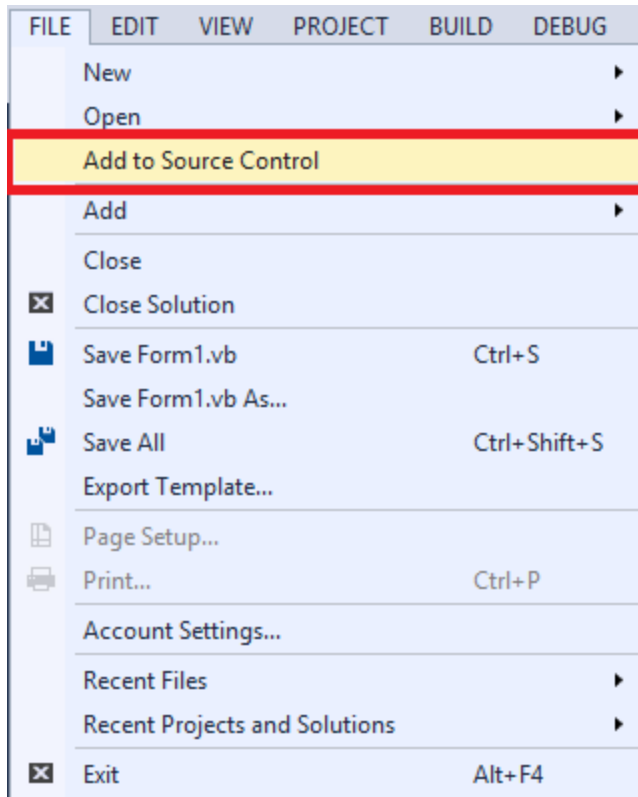 FILE EDIT VIEW PROJECT BUILD DEBUG
New
Open
Add to Source Control
Add
Close
Close Solution
Save Form1.vb Ctrl+S
Save Form1.vb As...
Save All Ctrl+Shift+S
Export Template...
Page Setup...
Print... Ctrl+P
Account Settings...
Recent Files
Recent Projects and Solutions
Exit Alt+F4